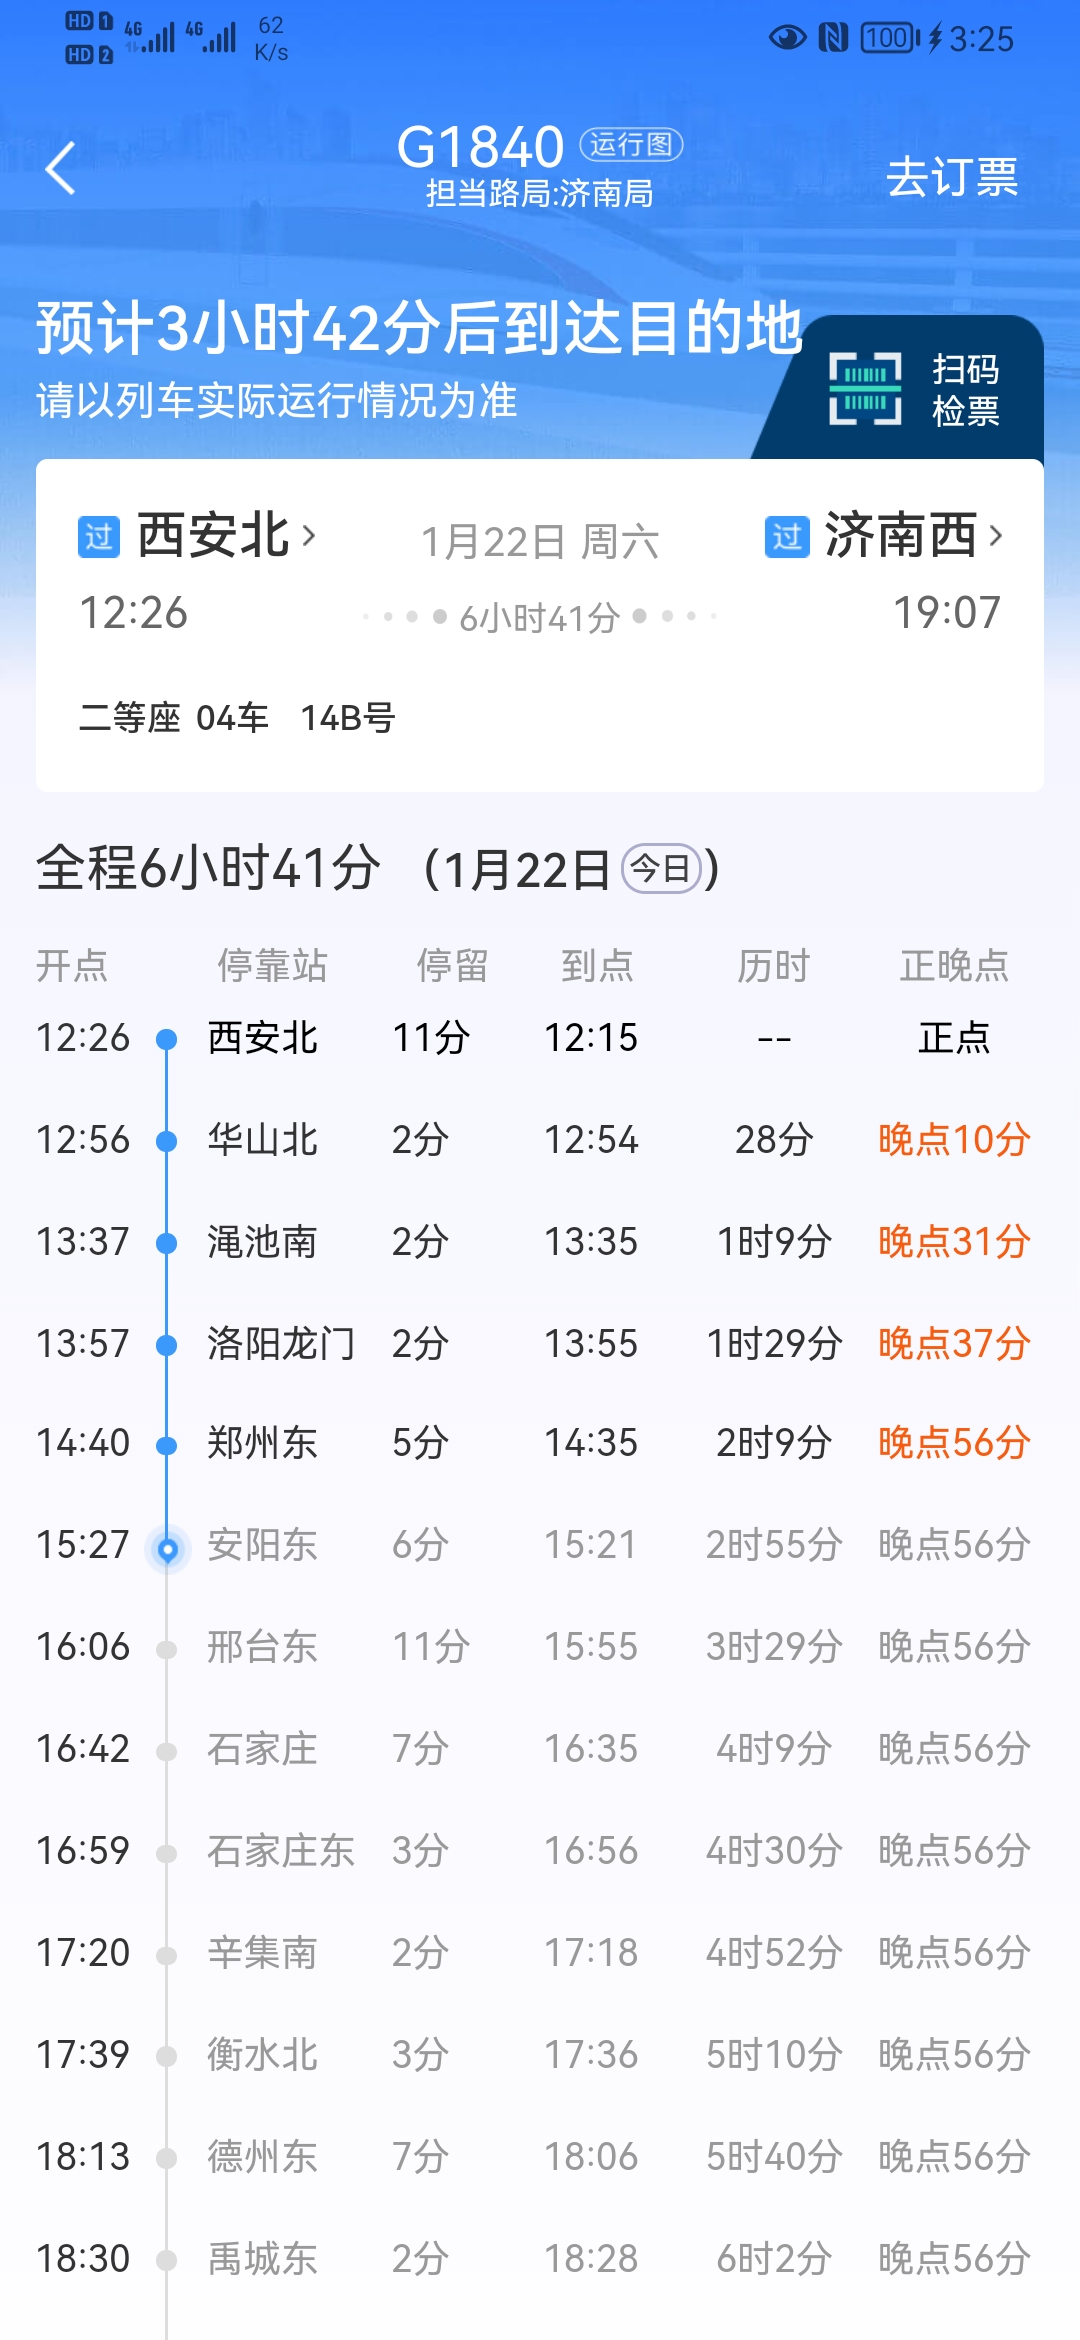 HD 1 4G 4G 62
HD 2 K/s
100 3:25
G1840 运行图
担当路局:济南局
去订票
预计3小时42分后到达目的地
请以列车实际运行情况为准
扫码
检票
过 西安北 1月22日 周六 过 济南西
12:26 6小时41分 19:07
二等座 04车 14B号
全程6小时41分 (1月22日 今日)
开点 停靠站 停留 到点 历时 正晚点
12:26 西安北 11分 12:15 -- 正点
12:56 华山北 2分 12:54 28分 晚点10分
13:37 渑池南 2分 13:35 1时9分 晚点31分
13:57 洛阳龙门 2分 13:55 1时29分 晚点37分
14:40 郑州东 5分 14:35 2时9分 晚点56分
15:27 安阳东 6分 15:21 2时55分 晚点56分
16:06 邢台东 11分 15:55 3时29分 晚点56分
16:42 石家庄 7分 16:35 4时9分 晚点56分
16:59 石家庄东 3分 16:56 4时30分 晚点56分
17:20 辛集南 2分 17:18 4时52分 晚点56分
17:39 衡水北 3分 17:36 5时10分 晚点56分
18:13 德州东 7分 18:06 5时40分 晚点56分
18:30 禹城东 2分 18:28 6时2分 晚点56分